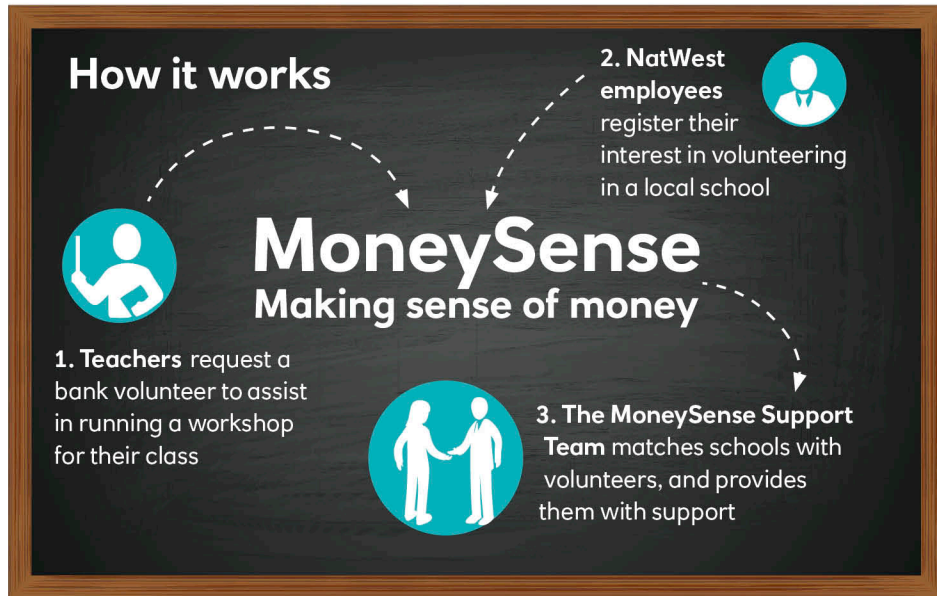 How it works
1. Teachers request a
bank volunteer to assist
in running a workshop
for their class
2. NatWest
employees
register their
interest in volunteering
in a local school
MoneySense
Making sense of money
3. The MoneySense Support
Team matches schools with
volunteers, and provides
them with support